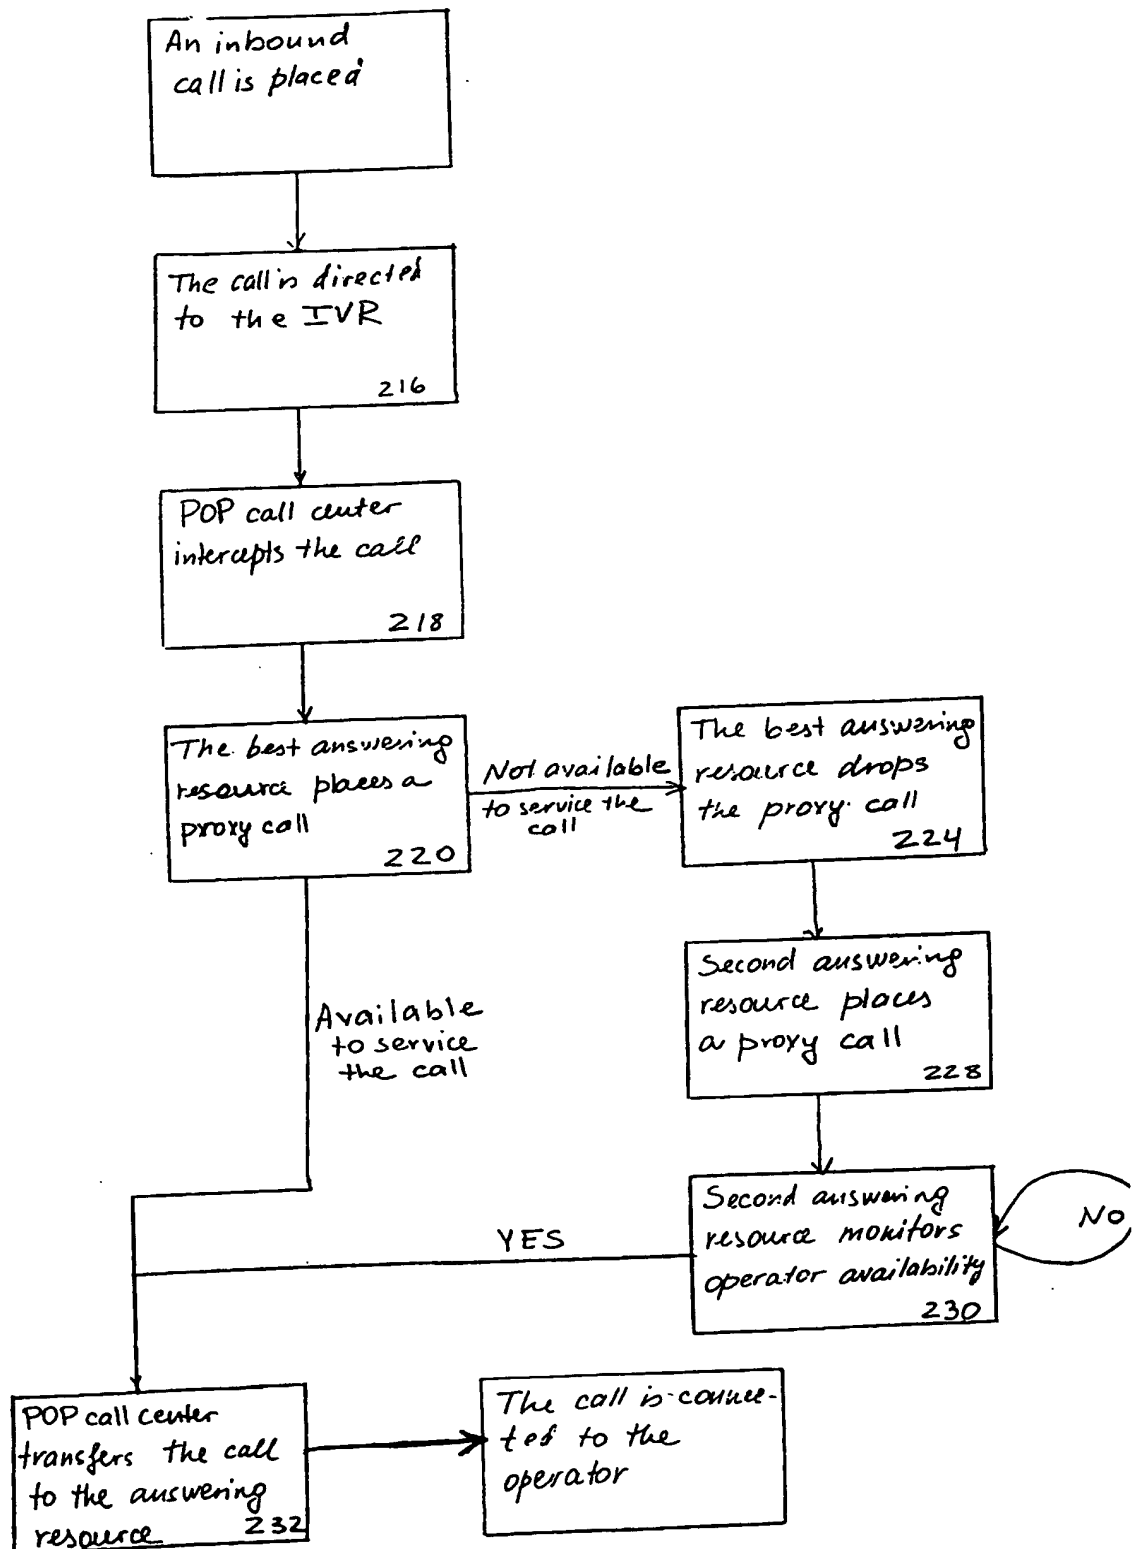 An inbound
call is placed
The call is directed
to the IVR
216
POP call center
intercepts the call
218
The best answering
resource places a
proxy call
220
Not available
to service the
call
The best answering
resource drops
the proxy call
224
Second answering
resource places
a proxy call
228
Available
to service
the call
Second answering
resource monitors
operator availability
230
NO
YES
POP call center
transfers the call
to the answering
resource
232
The call is connec-
ted to the
operator